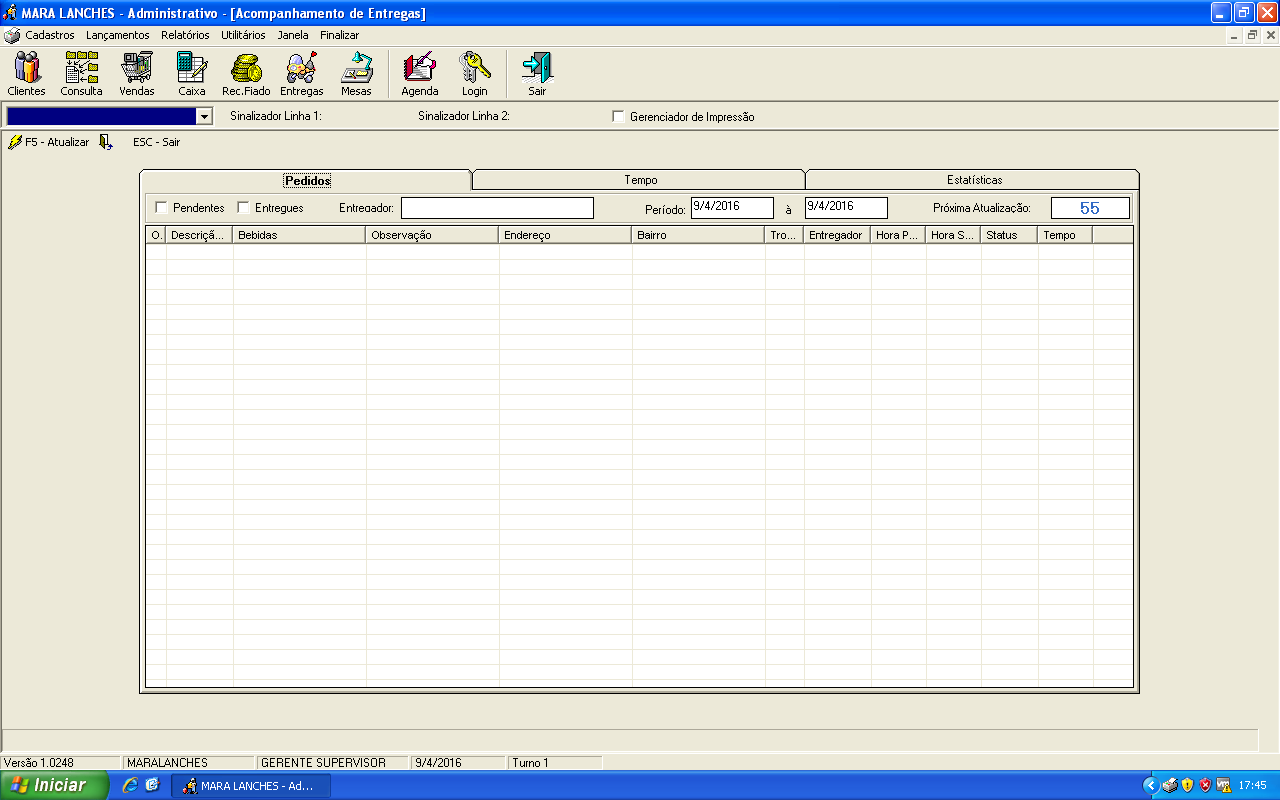 MARA LANCHES - Administrativo - [Acompanhamento de Entregas]
Cadastros Lançamentos Relatórios Utilitários Janela Finalizar
Clientes Consulta Vendas Caixa Rec.Fiado Entregas Mesas Agenda Login Sair
Sinalizador Linha 1: Sinalizador Linha 2: Gerenciador de Impressão
F5 - Atualizar ESC - Sair
Pedidos Tempo Estatísticas
Pendentes Entregues Entregador: Período: 9/4/2016 à 9/4/2016 Próxima Atualização: 55
O. Descriçã... Bebidas Observação Endereço Bairro Tro... Entregador Hora P... Hora S... Status Tempo
Versão 1.0248 MARALANCHES GERENTE SUPERVISOR 9/4/2016 Turno 1
Iniciar MARA LANCHES - Ad... 17:45